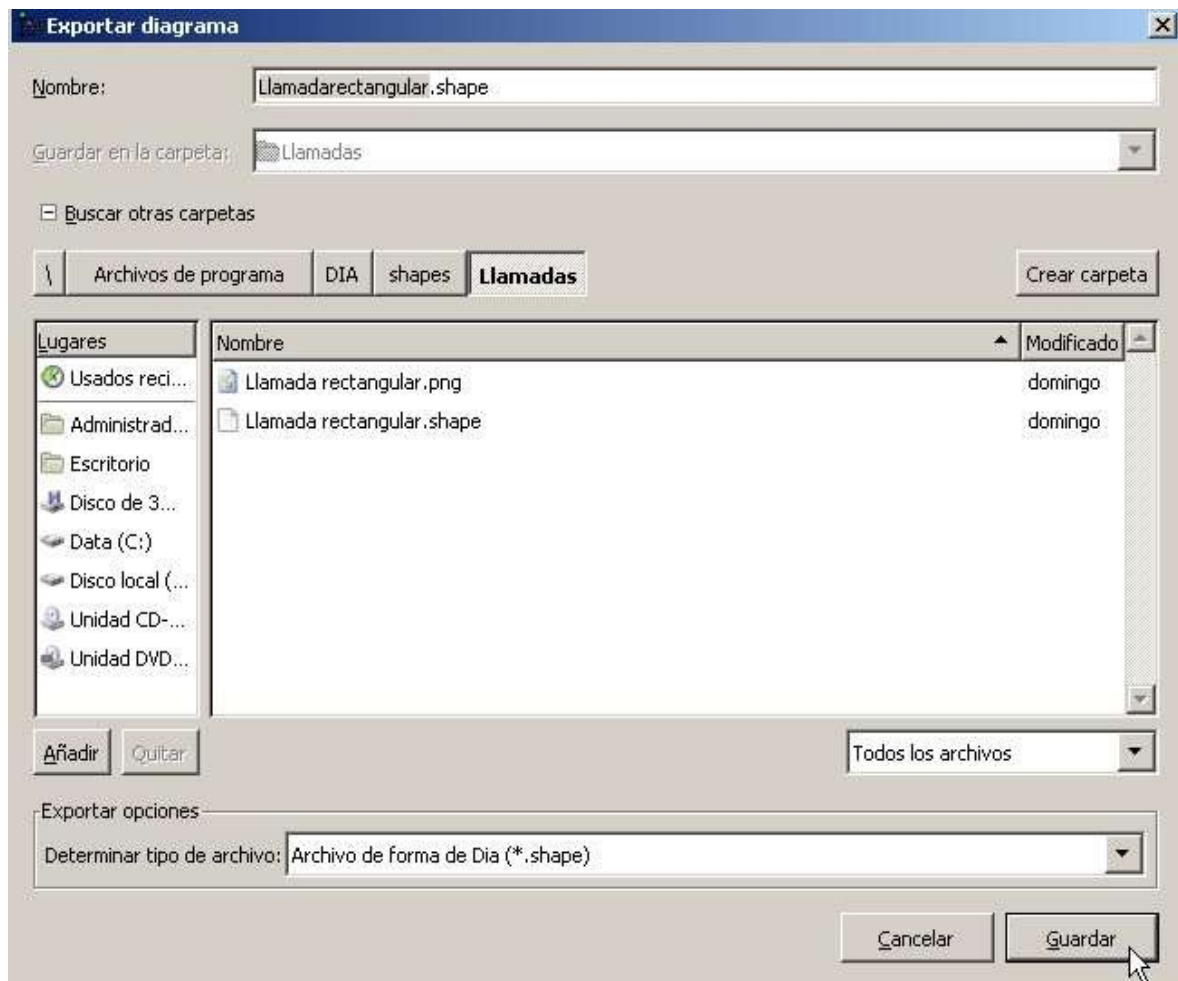 Exportar diagrama
Nombre: Llamadarectangular.shape
Guardar en la carpeta: Llamadas
Buscar otras carpetas
\ Archivos de programa DIA shapes Llamadas Crear carpeta
Lugares Nombre Modificado
Usados reci... Llamada rectangular.png domingo
Administrad... Llamada rectangular.shape domingo
Escritorio
Disco de 3...
Data (C:)
Disco local (...
Unidad CD-...
Unidad DVD...
Añadir Quitar Todos los archivos
Exportar opciones
Determinar tipo de archivo: Archivo de forma de Dia (*.shape)
Cancelar Guardar